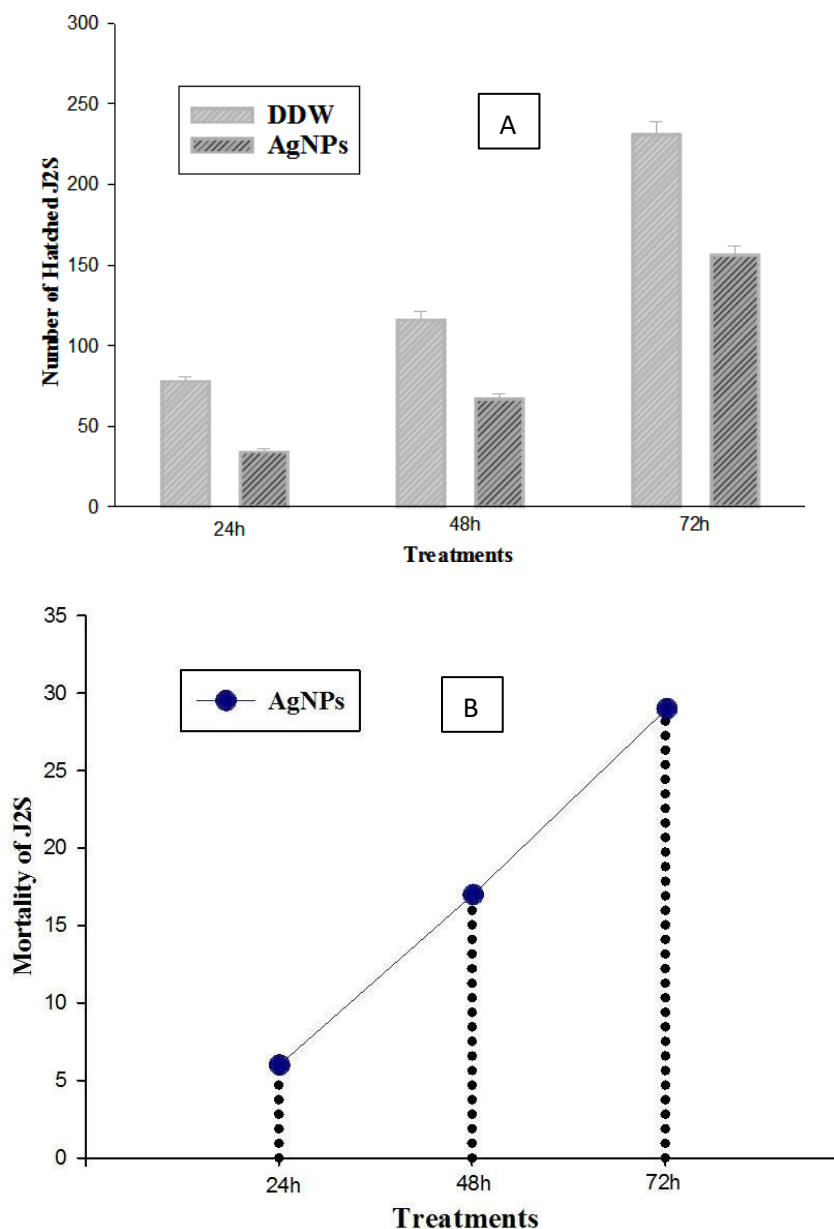 300
250
200
150
100
50
0
Number of Hatched J2S
DDW
AgNPs
A
24h
48h
72h
Treatments
35
30
25
20
15
10
5
0
Mortality of J2S
AgNPs
B
24h
48h
72h
Treatments